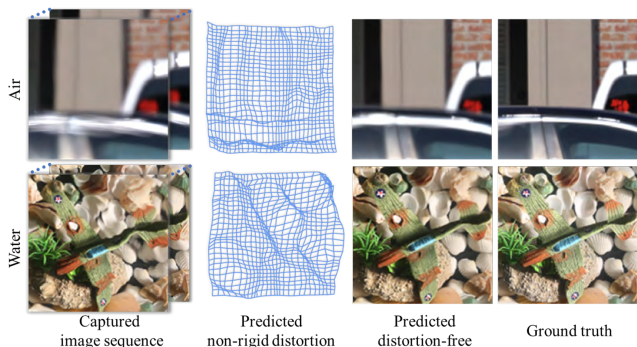 Air
Water
Captured
image sequence
Predicted
non-rigid distortion
Predicted
distortion-free
Ground truth